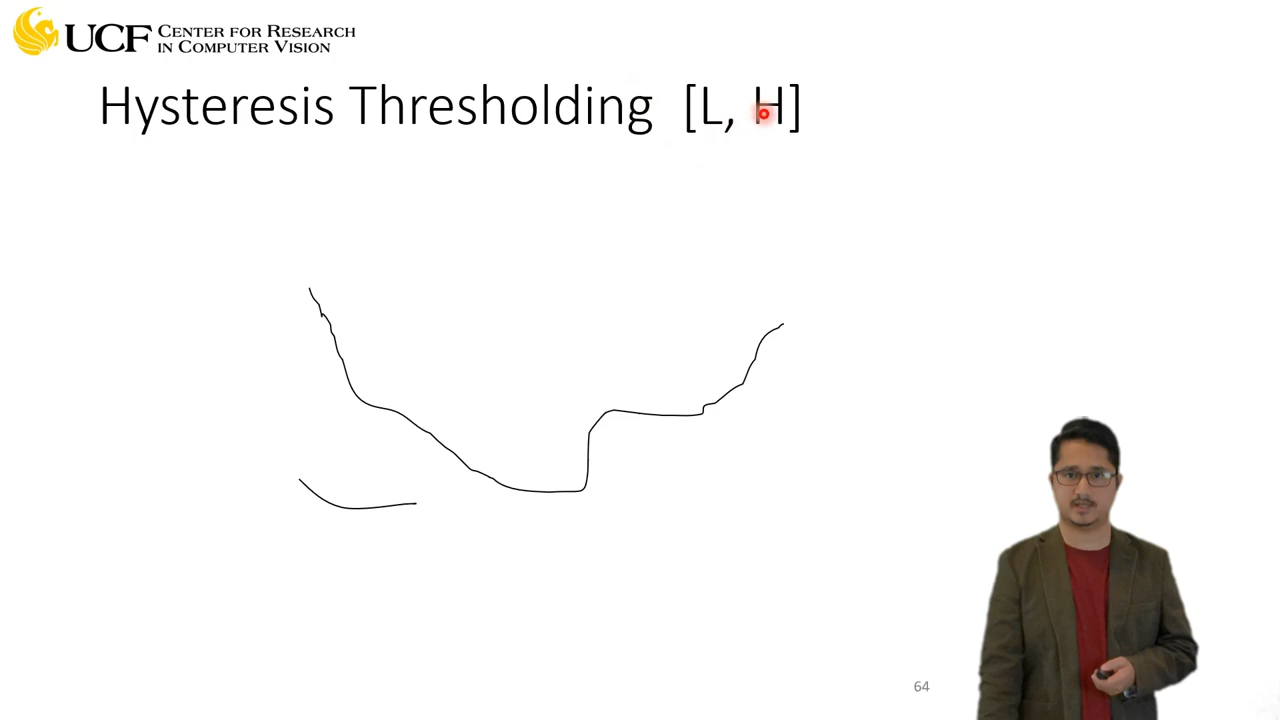 UCF CENTER FOR RESEARCH
IN COMPUTER VISION
Hysteresis Thresholding [L, H]
64